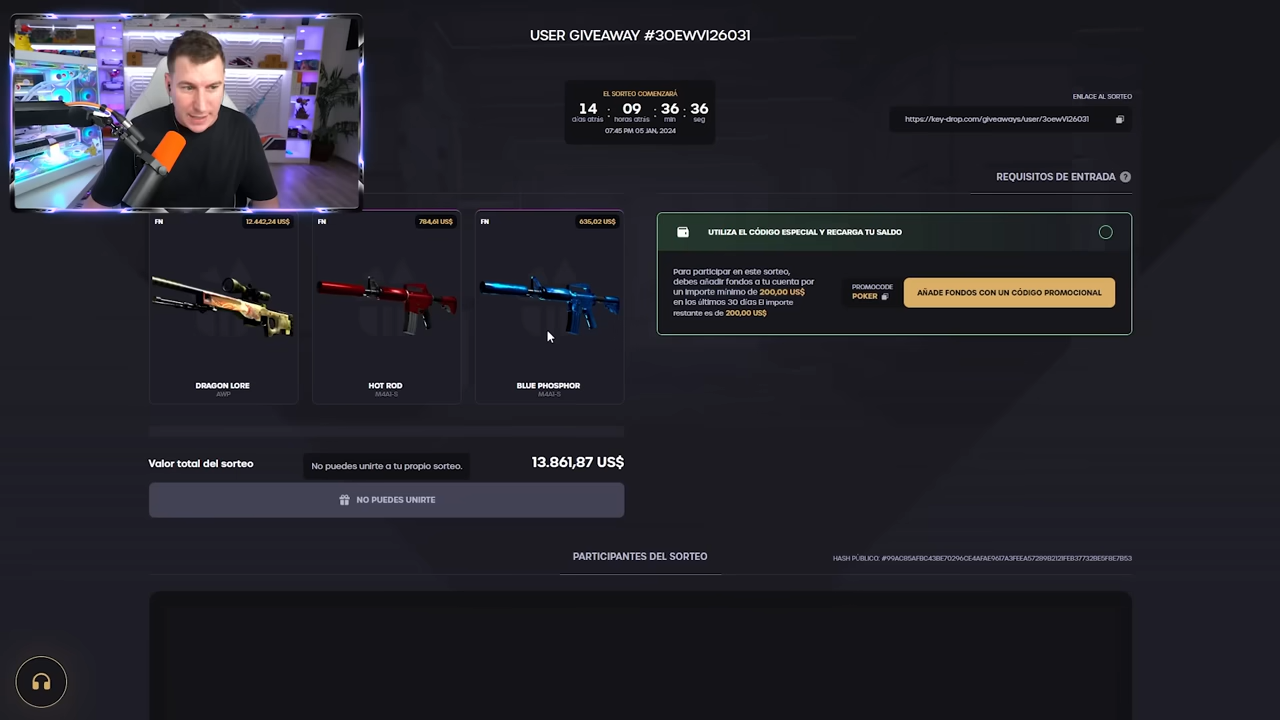 USER GIVEAWAY #3OEWVI26O31
EL SORTEO COMENZARÁ
14 : 09 : 36 : 36
días atrás horas atrás min seg
07:45 PM 05 JAN, 2024
ENLACE AL SORTEO
https://key-drop.com/giveaways/user/3oewVI26O31
REQUISITOS DE ENTRADA ?
FN 12.442,24 US$
FN 784,61 US$
FN 635,02 US$
DRAGON LORE
AWP
HOT ROD
M4A1-S
BLUE PHOSPHOR
M4A1-S
UTILIZA EL CÓDIGO ESPECIAL Y RECARGA TU SALDO
Para participar en este sorteo,
debes añadir fondos a tu cuenta por
un importe mínimo de 200,00 US$
en los últimos 30 días El importe
restante es de 200,00 US$
PROMOCODE
POKER
AÑADE FONDOS CON UN CÓDIGO PROMOCIONAL
Valor total del sorteo
No puedes unirte a tu propio sorteo.
13.861,87 US$
NO PUEDES UNIRTE
PARTICIPANTES DEL SORTEO
HASH PÚBLICO: